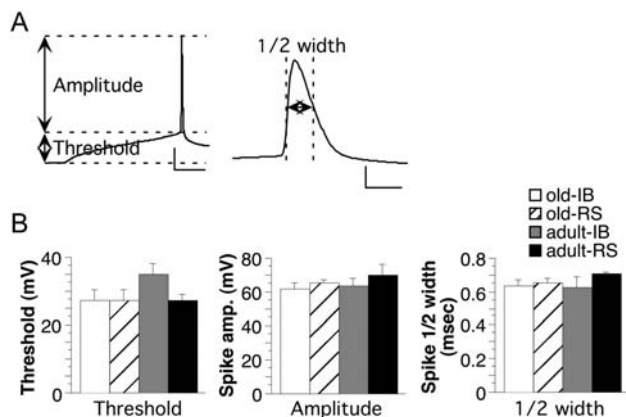 A
1/2 width
Amplitude
Threshold
old-IB
old-RS
adult-IB
adult-RS
B
Threshold (mV)
40
20
0
Threshold
Spike amp. (mV)
80
60
40
20
0
Amplitude
Spike 1/2 width
(msec)
0.8
0.6
0.4
0.2
0
1/2 width